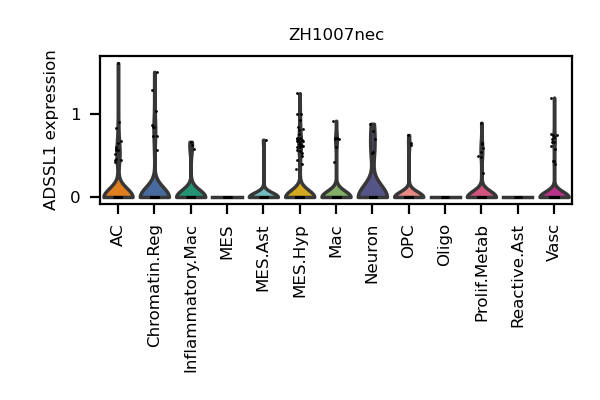 ZH1007nec
ADSSL1 expression
1
0
AC
Chromatin.Reg
Inflammatory.Mac
MES
MES.Ast
MES.Hyp
Mac
Neuron
OPC
Oligo
Prolif.Metab
Reactive.Ast
Vasc